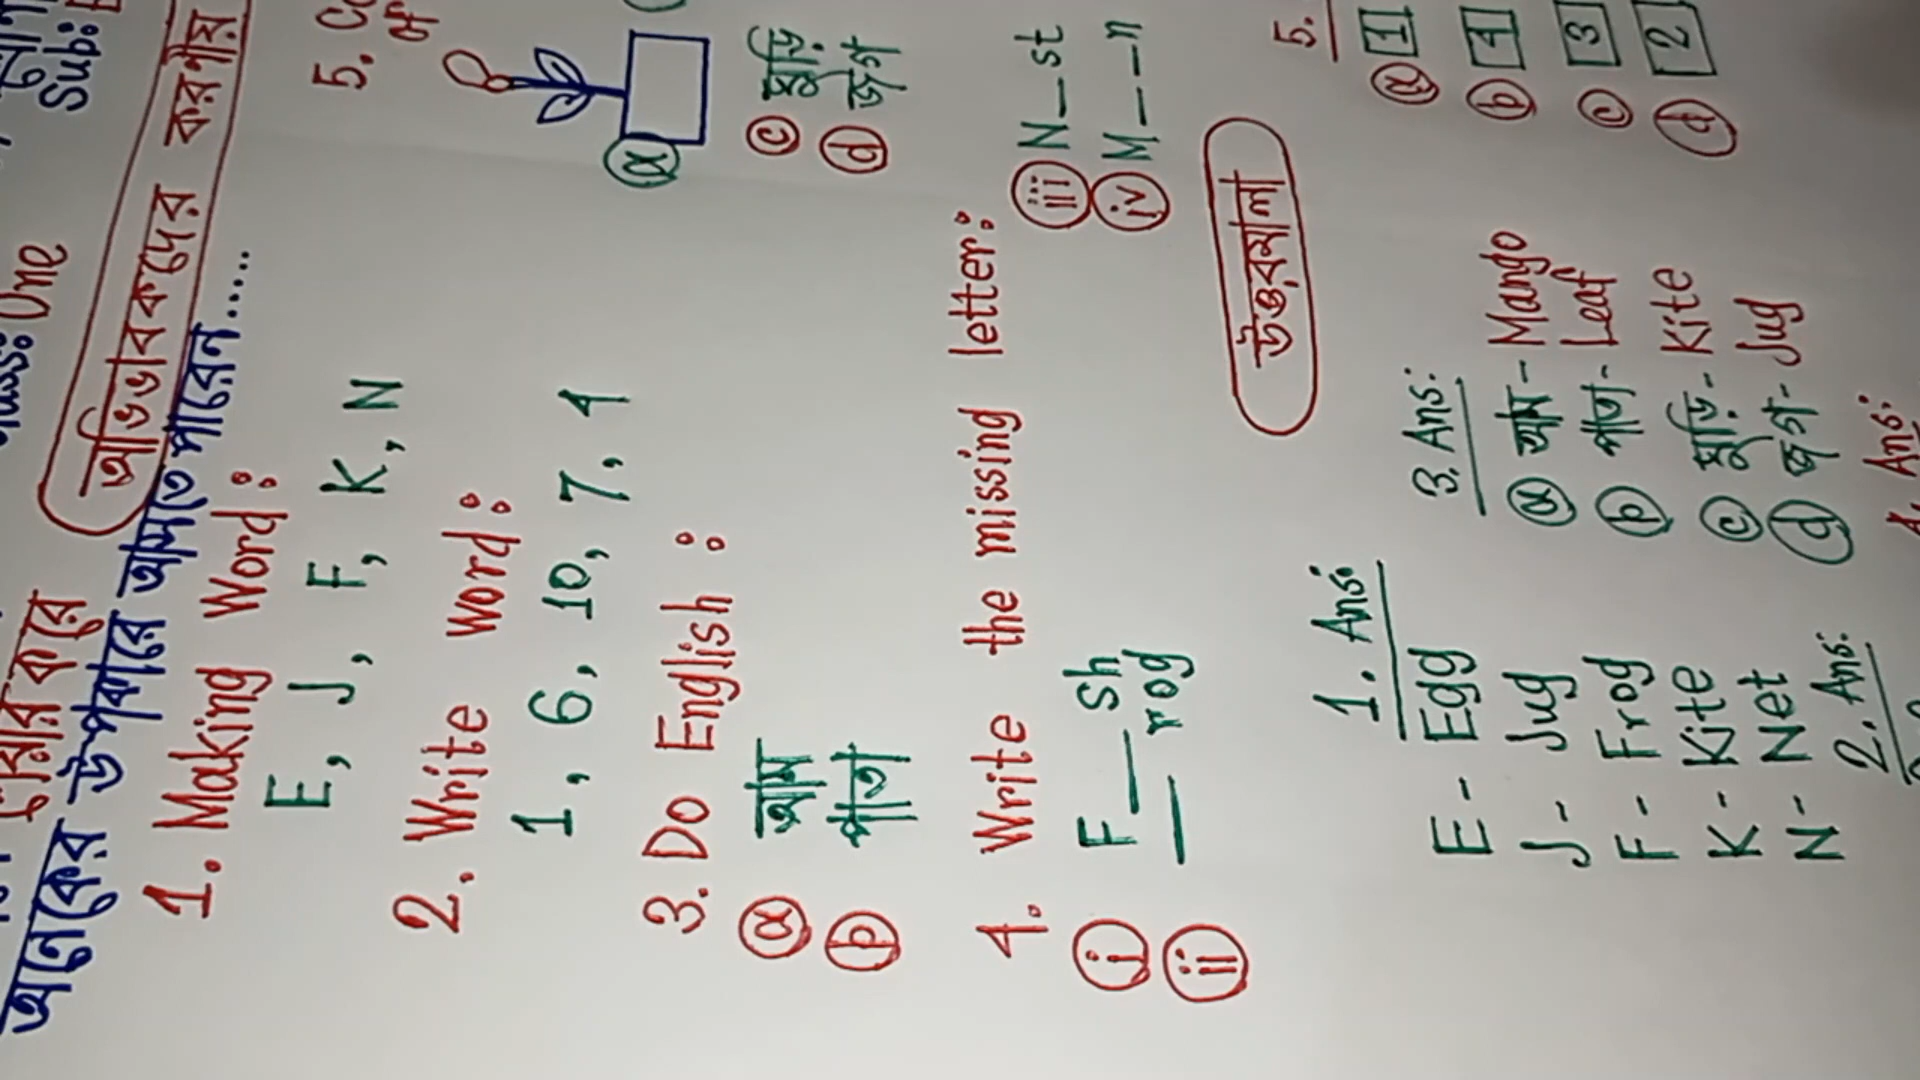 Class: One
Sub:
অভিভাবকদের করণীয়
অনেকের উপকারে আসতে পারেন......
1. Making Word:
E, J, F, K, N
2. Write word:
1, 6, 10, 7, 4
3. Do English:
ⓐ আম
ⓑ পাতা
ⓒ ঘুড়ি
ⓓ জগ
4. Write the missing letter:
ⓘ F__sh
ⓘⓘ __rog
ⓘⓘⓘ N__st
ⓘⓥ M__ __n
5.
ⓐ
উত্তরমালা
1. Ans:
E - Egg
J - Jug
F - Frog
K - Kite
N - Net
2. Ans:
3. Ans:
ⓐ আম - Mango
ⓑ পাতা - Leaf
ⓒ ঘুড়ি - Kite
ⓓ জগ - Jug
4. Ans:
5.
ⓐ 1
ⓑ 4
ⓒ 3
ⓓ 2